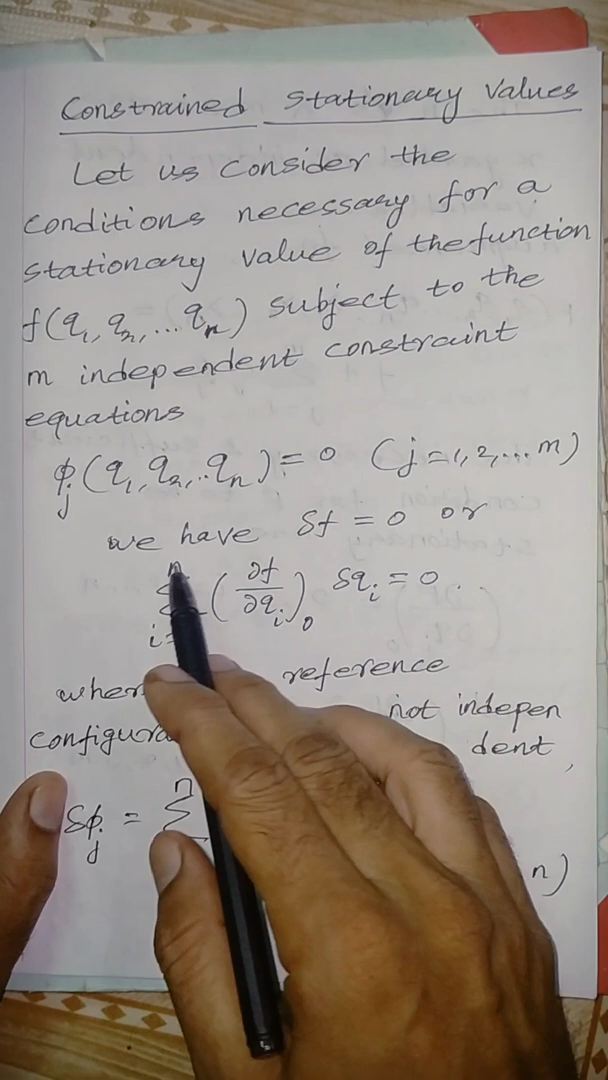 Constrained Stationary Values
Let us consider the
conditions necessary for a
stationary value of the function
f(q₁, q₂, ... qₙ) subject to the
m independent constraint
equations
ϕⱼ(q₁, q₂, .. qₙ) = 0 (j = 1, 2, ... m)
we have δf = 0 or
n Σ i= (∂f/∂qᵢ)₀ δqᵢ = 0.
reference
not indepen
dent,
δϕⱼ = n Σ
n)